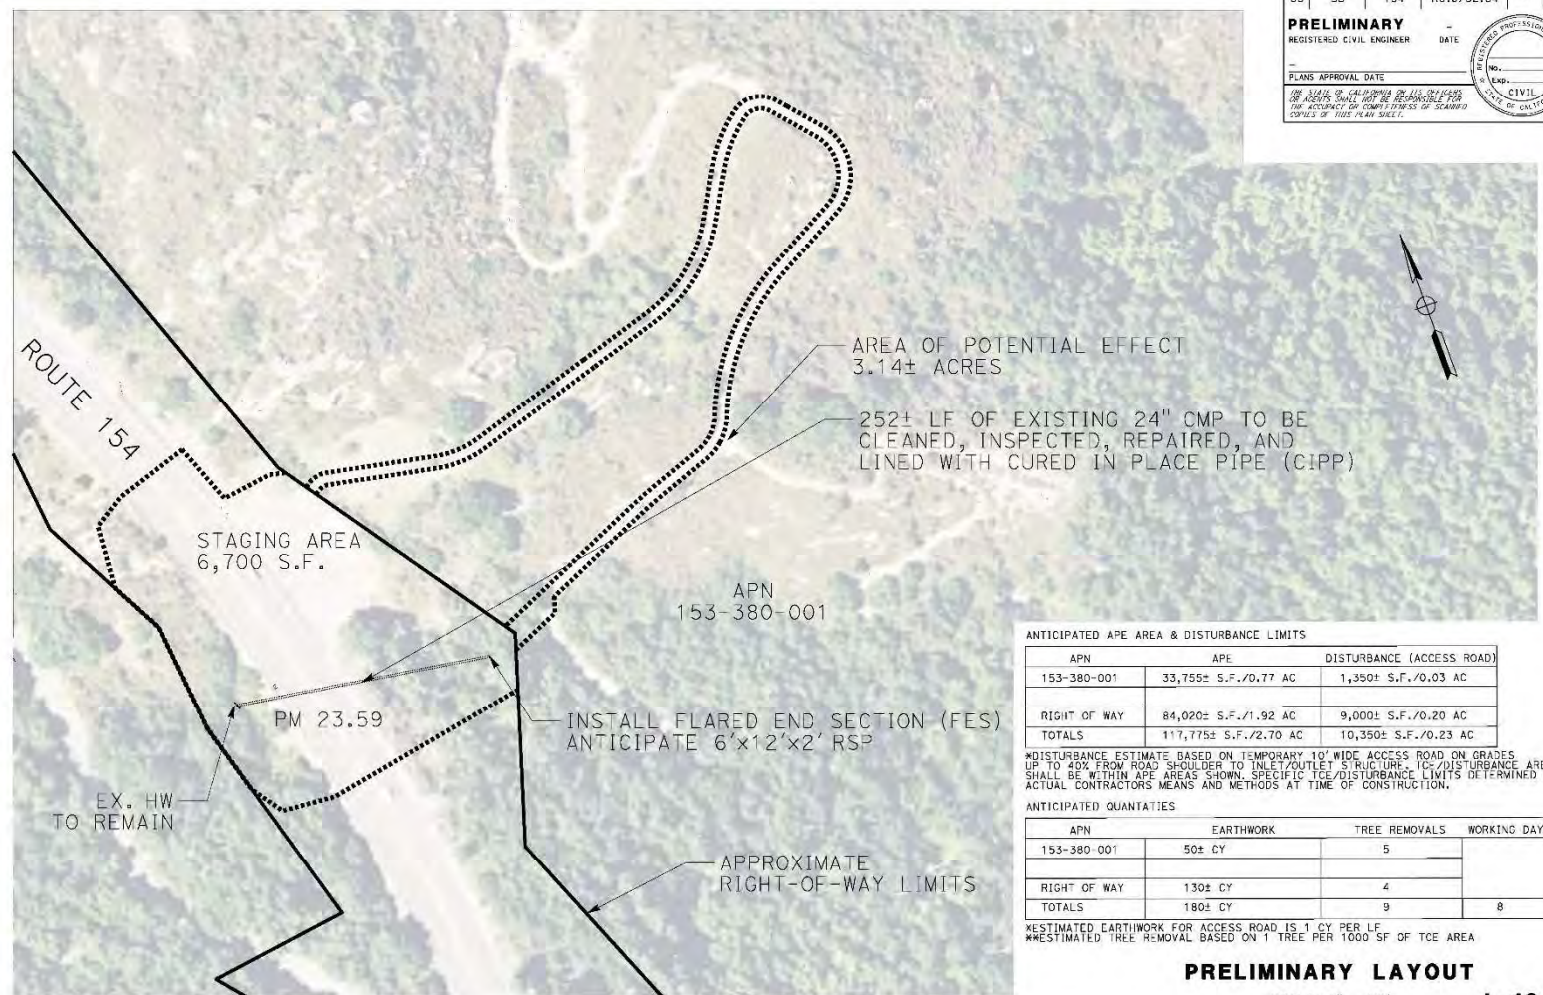 PRELIMINARY
REGISTERED CIVIL ENGINEER DATE
PLANS APPROVAL DATE
THE STATE OF CALIFORNIA OR ITS OFFICERS
OR AGENTS SHALL NOT BE RESPONSIBLE FOR
THE ACCURACY OR COMPLETENESS OF SCANNED
COPIES OF THIS PLAN SHEET.
No.
Exp.
CIVIL
ROUTE 154
AREA OF POTENTIAL EFFECT
3.14± ACRES
252± LF OF EXISTING 24" CMP TO BE
CLEANED, INSPECTED, REPAIRED, AND
LINED WITH CURED IN PLACE PIPE (CIPP)
STAGING AREA
6,700 S.F.
APN
153-380-001
PM 23.59
INSTALL FLARED END SECTION (FES)
ANTICIPATE 6'x12'x2' RSP
EX. HW
TO REMAIN
APPROXIMATE
RIGHT-OF-WAY LIMITS
ANTICIPATED APE AREA & DISTURBANCE LIMITS
APN APE DISTURBANCE (ACCESS ROAD)
153-380-001 33,755± S.F./0.77 AC 1,350± S.F./0.03 AC
RIGHT OF WAY 84,020± S.F./1.92 AC 9,000± S.F./0.20 AC
TOTALS 117,775± S.F./2.70 AC 10,350± S.F./0.23 AC
*DISTURBANCE ESTIMATE BASED ON TEMPORARY 10' WIDE ACCESS ROAD ON GRADES
UP TO 40% FROM ROAD SHOULDER TO INLET/OUTLET STRUCTURE. TCE/DISTURBANCE ARE
SHALL BE WITHIN APE AREAS SHOWN. SPECIFIC TCE/DISTURBANCE LIMITS DETERMINED
ACTUAL CONTRACTORS MEANS AND METHODS AT TIME OF CONSTRUCTION.
ANTICIPATED QUANTATIES
APN EARTHWORK TREE REMOVALS WORKING DAY
153-380-001 50± CY 5
RIGHT OF WAY 130± CY 4
TOTALS 180± CY 9 8
*ESTIMATED EARTHWORK FOR ACCESS ROAD IS 1 CY PER LF
**ESTIMATED TREE REMOVAL BASED ON 1 TREE PER 1000 SF OF TCE AREA
PRELIMINARY LAYOUT